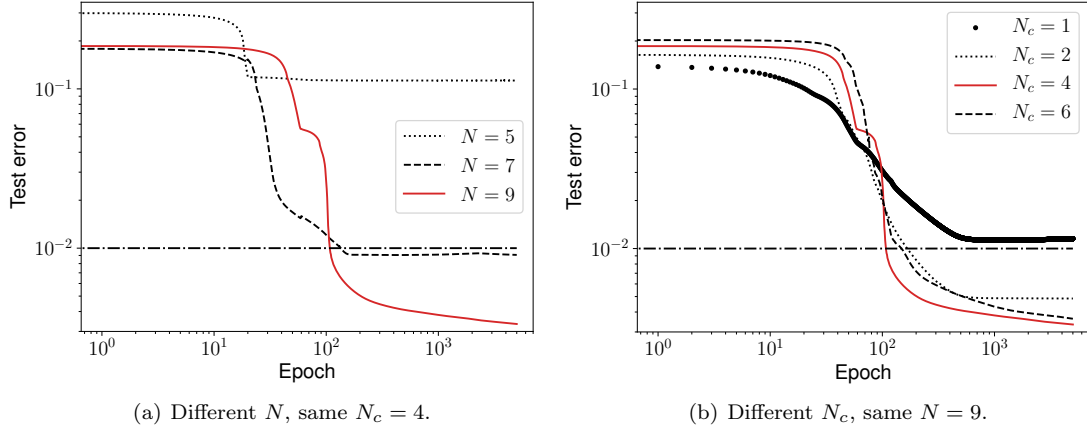 Test error
10^{-1}
10^{-2}
N = 5
N = 7
N = 9
10^0
10^1
10^2
10^3
Epoch
(a) Different N, same N_c = 4.
Test error
10^{-1}
10^{-2}
N_c = 1
N_c = 2
N_c = 4
N_c = 6
10^0
10^1
10^2
10^3
Epoch
(b) Different N_c, same N = 9.